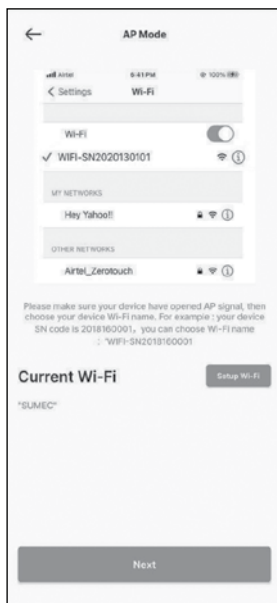 AP Mode
Airtel 8:41 PM @ 100%
Settings Wi-Fi
Wi-Fi
WIFI-SN2020130101
MY NETWORKS
Hey Yahoo!!
OTHER NETWORKS
Airtel_Zerotouch
Please make sure your device have opened AP signal, then
choose your device Wi-Fi name. For example : your device
SN code is 2018160001, you can choose Wi-Fi name
: "WIFI-SN2018160001
Current Wi-Fi Setup Wi-Fi
"SUMEC"
Next